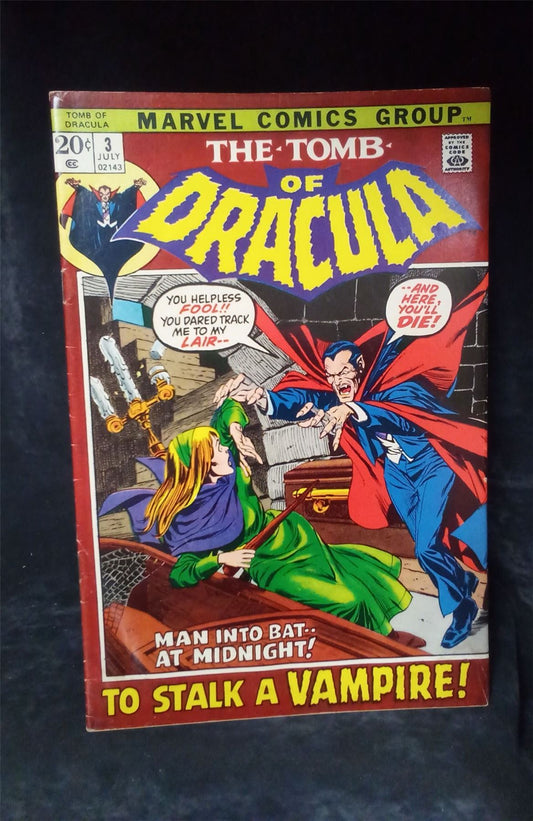 TOMB OF
DRACULA
MARVEL COMICS GROUP™
20¢
3
JULY
02143
CC
APPROVED
BY THE
COMICS
CODE
AUTHORITY
THE·TOMB·
OF
DRACULA
YOU HELPLESS
FOOL!!
YOU DARED TRACK
ME TO MY
LAIR--
--AND
HERE,
YOU'LL
DIE!
MAN INTO BAT--
AT MIDNIGHT!
TO STALK A VAMPIRE!